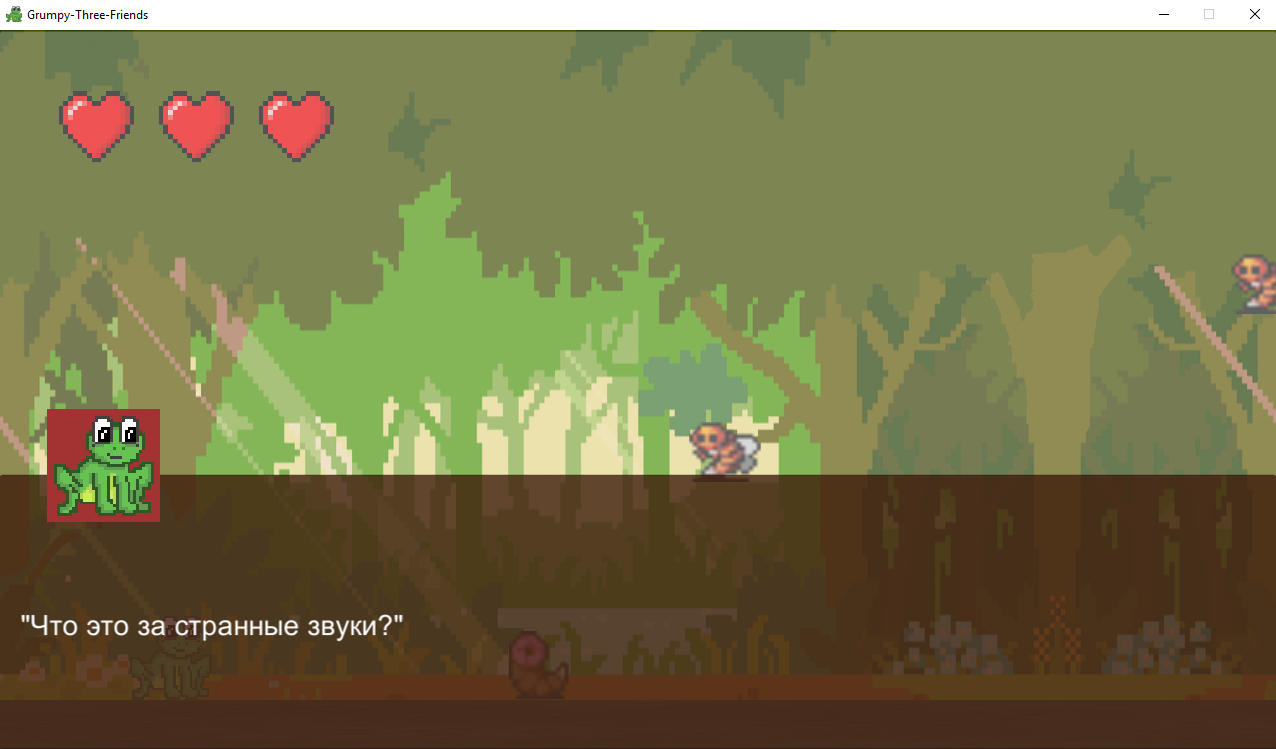 Grumpy-Three-Friends
"Что это за странные звуки?"